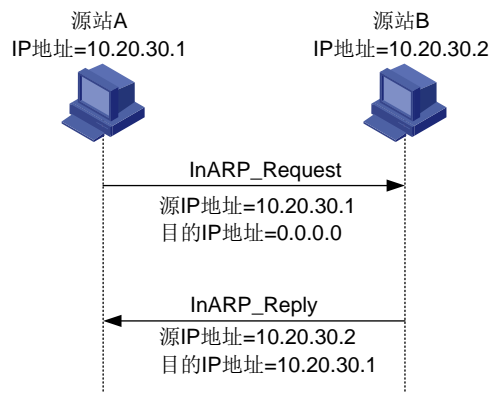 源站A
IP地址=10.20.30.1
源站B
IP地址=10.20.30.2
InARP_Request
源IP地址=10.20.30.1
目的IP地址=0.0.0.0
InARP_Reply
源IP地址=10.20.30.2
目的IP地址=10.20.30.1